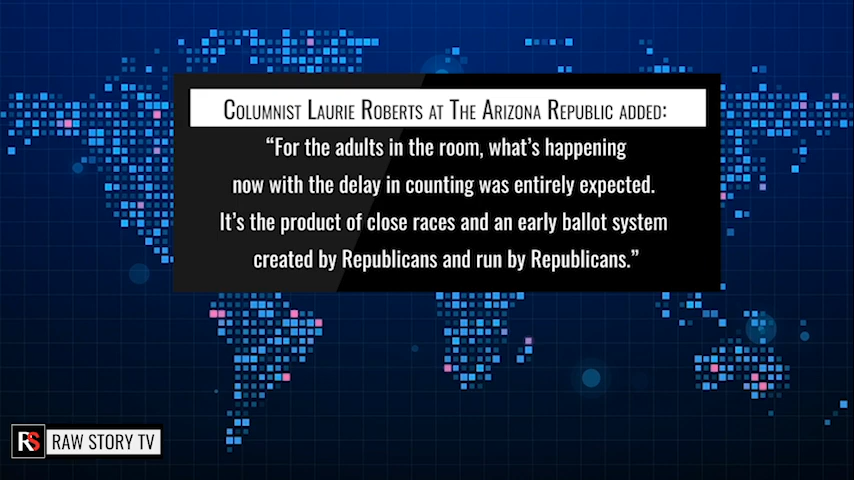 Columnist Laurie Roberts at The Arizona Republic added:
“For the adults in the room, what’s happening
now with the delay in counting was entirely expected.
It’s the product of close races and an early ballot system
created by Republicans and run by Republicans.”
RS RAW STORY TV